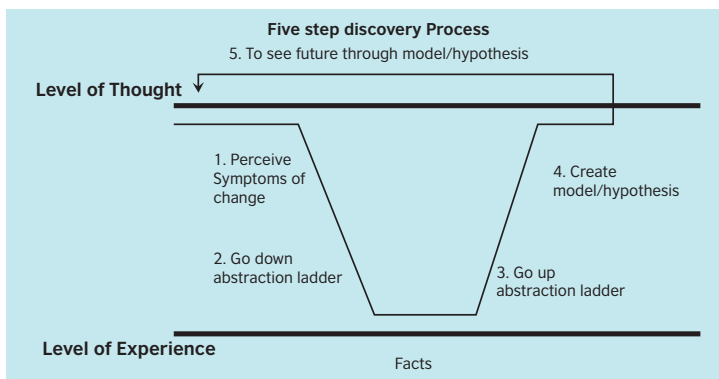 Five step discovery Process
5. To see future through model/hypothesis
Level of Thought
1. Perceive
Symptoms of
change
2. Go down
abstraction ladder
3. Go up
abstraction ladder
4. Create
model/hypothesis
Level of Experience
Facts